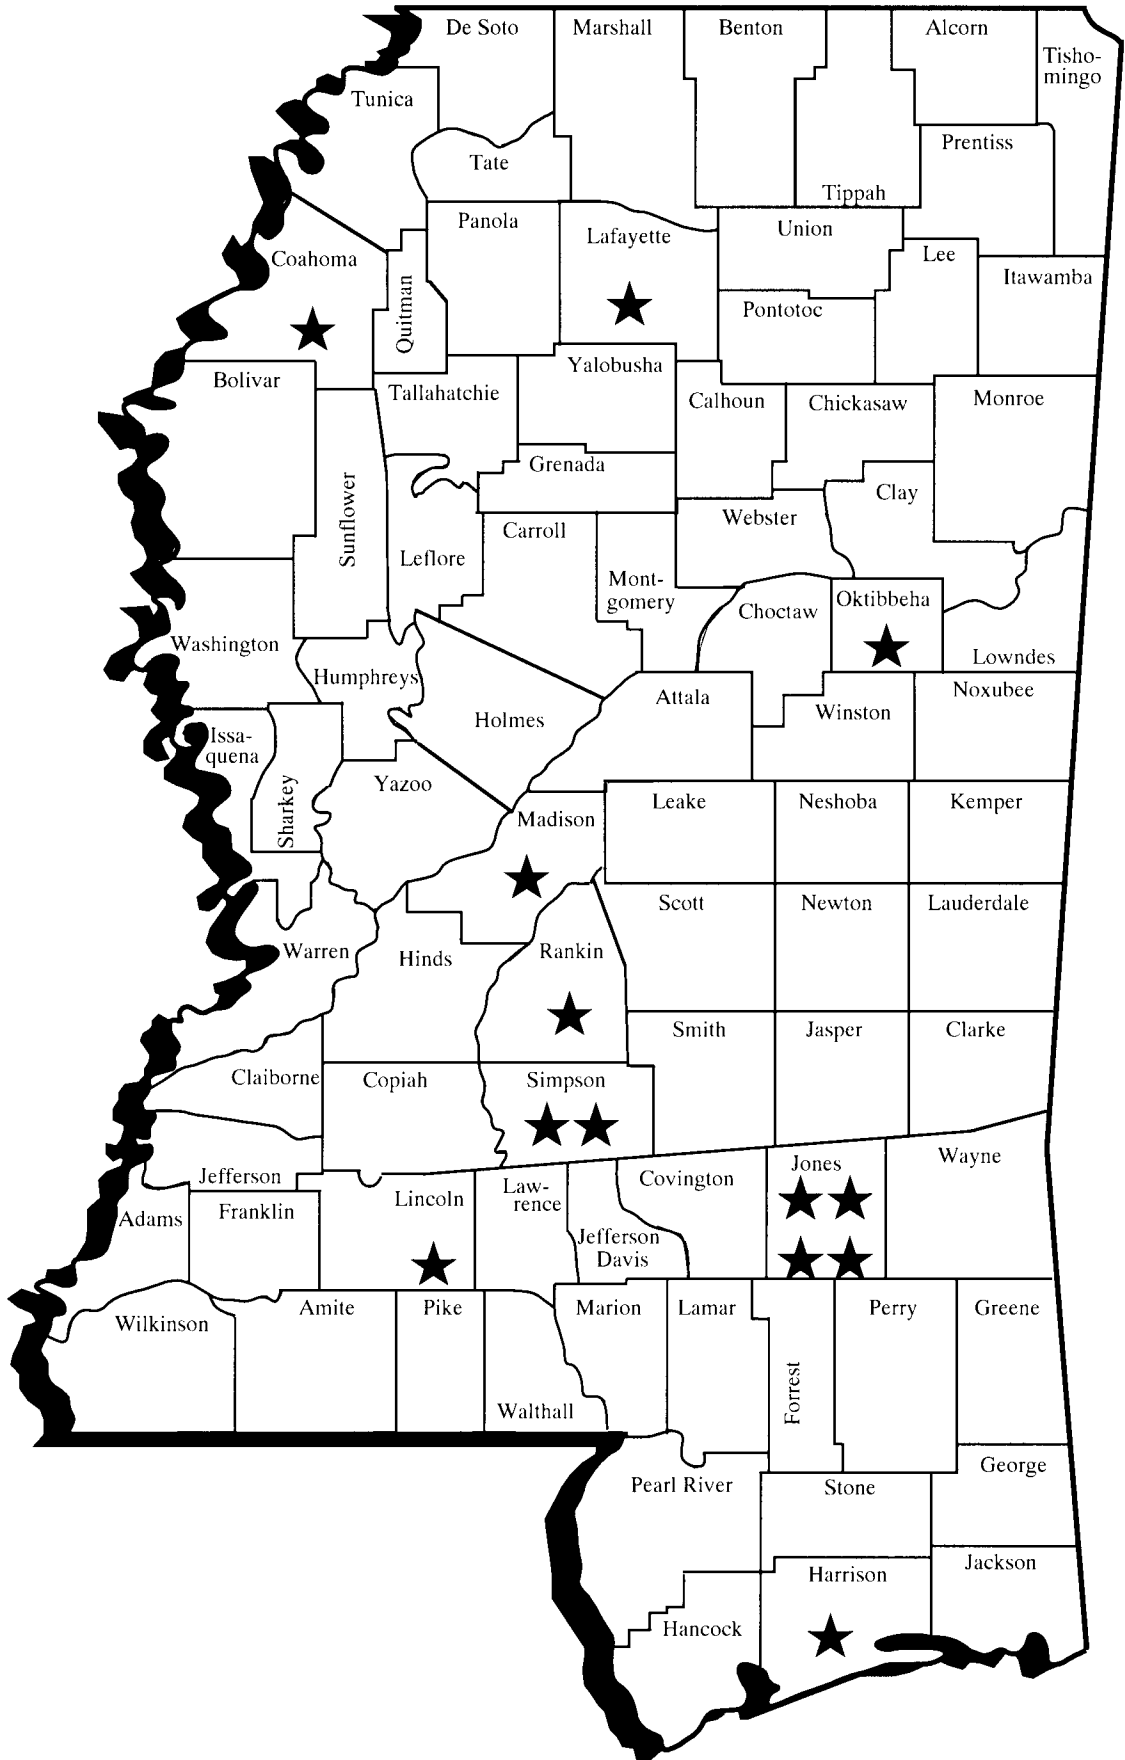 De Soto
Marshall
Benton
Alcorn
Tisho-
mingo
Tunica
Prentiss
Tate
Tippah
Panola
Lafayette
Union
Lee
Coahoma
Itawamba
Quitman
Pontotoc
Yalobusha
Bolivar
Tallahatchie
Calhoun
Chickasaw
Monroe
Grenada
Clay
Sunflower
Webster
Carroll
Leflore
Mont-
gomery
Choctaw
Oktibbeha
Washington
Lowndes
Humphreys
Attala
Noxubee
Winston
Holmes
Issa-
quena
Yazoo
Sharkey
Madison
Leake
Neshoba
Kemper
Scott
Newton
Lauderdale
Warren
Hinds
Rankin
Smith
Jasper
Clarke
Claiborne
Copiah
Simpson
Jefferson
Covington
Jones
Wayne
Adams
Franklin
Lincoln
Law-
rence
Jefferson
Davis
Wilkinson
Amite
Pike
Marion
Lamar
Perry
Greene
Forrest
Walthall
Pearl River
Stone
George
Harrison
Jackson
Hancock